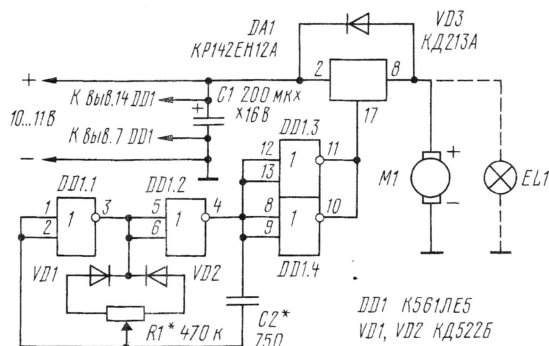 DA1
КР142ЕН12А
VD3
КД213А
+
2
8
К выв.14 DD1
+
C1 200 мкх
×16 В
17
10...11 В
К выв.7 DD1
DD1.3
–
12
1
11
13
M1
+
–
EL1
DD1.1
DD1.2
1
1
3
5
1
4
8
1
10
2
6
9
DD1.4
VD1
VD2
R1* 470 к
C2*
750
DD1 К561ЛЕ5
VD1, VD2 КД522Б